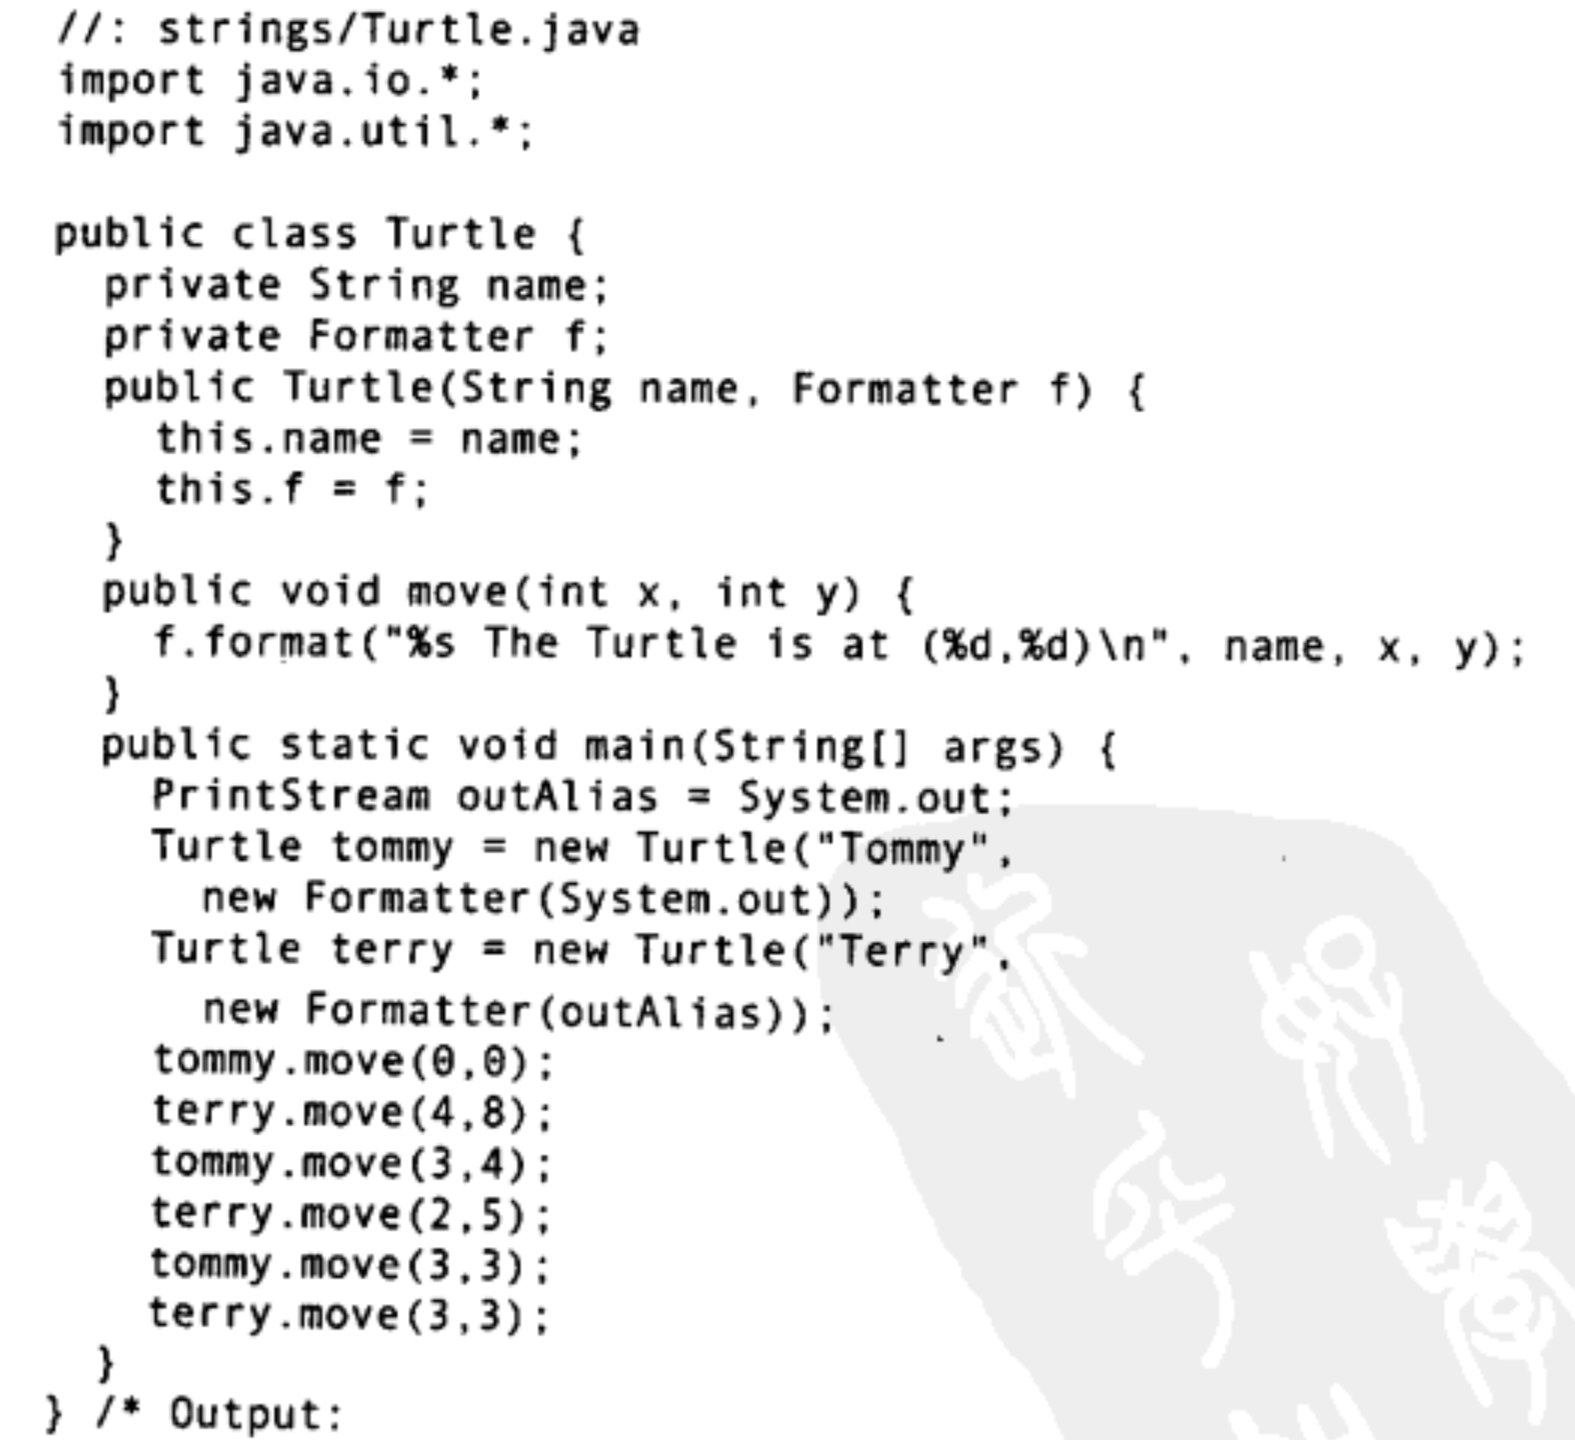 //: strings/Turtle.java
import java.io.*;
import java.util.*;

public class Turtle {
  private String name;
  private Formatter f;
  public Turtle(String name, Formatter f) {
    this.name = name;
    this.f = f;
  }
  public void move(int x, int y) {
    f.format("%s The Turtle is at (%d,%d)\n", name, x, y);
  }
  public static void main(String[] args) {
    PrintStream outAlias = System.out;
    Turtle tommy = new Turtle("Tommy",
      new Formatter(System.out));
    Turtle terry = new Turtle("Terry",
      new Formatter(outAlias));
    tommy.move(0,0);
    terry.move(4,8);
    tommy.move(3,4);
    terry.move(2,5);
    tommy.move(3,3);
    terry.move(3,3);
  }
} /* Output: